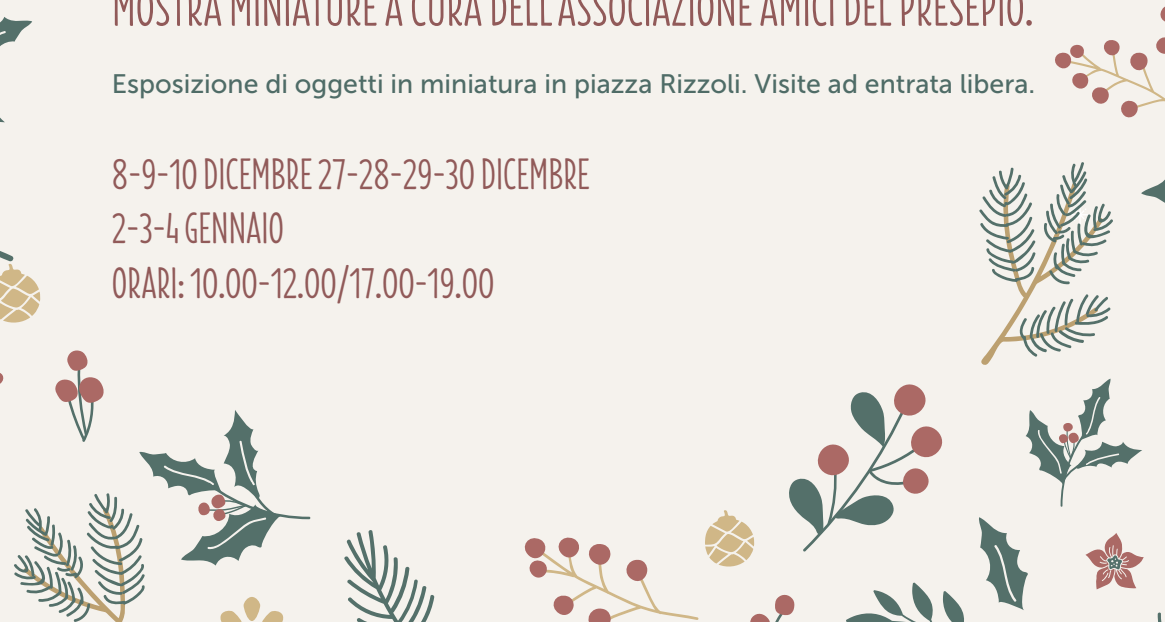 MOSTRA MINIATURE A CURA DELL'ASSOCIAZIONE AMICI DEL PRESEPIO.
Esposizione di oggetti in miniatura in piazza Rizzoli. Visite ad entrata libera.
8-9-10 DICEMBRE 27-28-29-30 DICEMBRE
2-3-4 GENNAIO
ORARI: 10.00-12.00/17.00-19.00